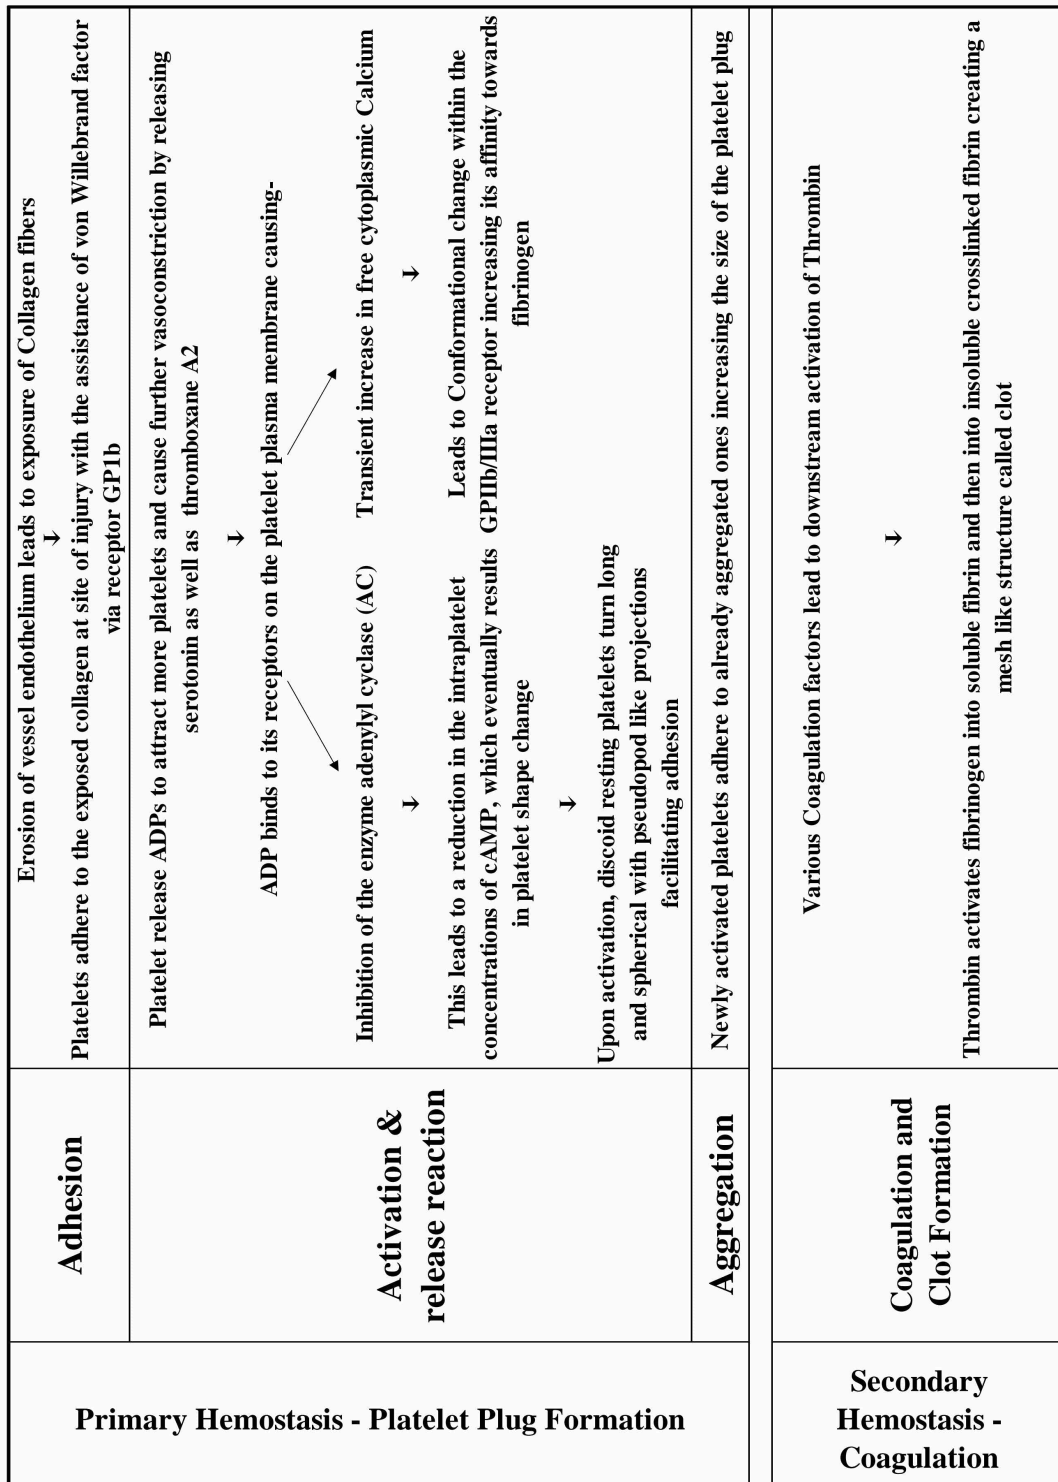 Primary Hemostasis - Platelet Plug Formation
Adhesion
Erosion of vessel endothelium leads to exposure of Collagen fibers
↓
Platelets adhere to the exposed collagen at site of injury with the assistance of von Willebrand factor
via receptor GP1b
Activation &
release reaction
Platelet release ADPs to attract more platelets and cause further vasoconstriction by releasing
serotonin as well as thromboxane A2
↓
ADP binds to its receptors on the platelet plasma membrane causing-
Inhibition of the enzyme adenylyl cyclase (AC)
↓
This leads to a reduction in the intraplatelet
concentrations of cAMP, which eventually results
in platelet shape change
↓
Upon activation, discoid resting platelets turn long
and spherical with pseudopod like projections
facilitating adhesion
Transient increase in free cytoplasmic Calcium
↓
Leads to Conformational change within the
GPIIb/IIIa receptor increasing its affinity towards
fibrinogen
Aggregation
Newly activated platelets adhere to already aggregated ones increasing the size of the platelet plug
Secondary
Hemostasis -
Coagulation
Coagulation and
Clot Formation
Various Coagulation factors lead to downstream activation of Thrombin
↓
Thrombin activates fibrinogen into soluble fibrin and then into insoluble crosslinked fibrin creating a
mesh like structure called clot